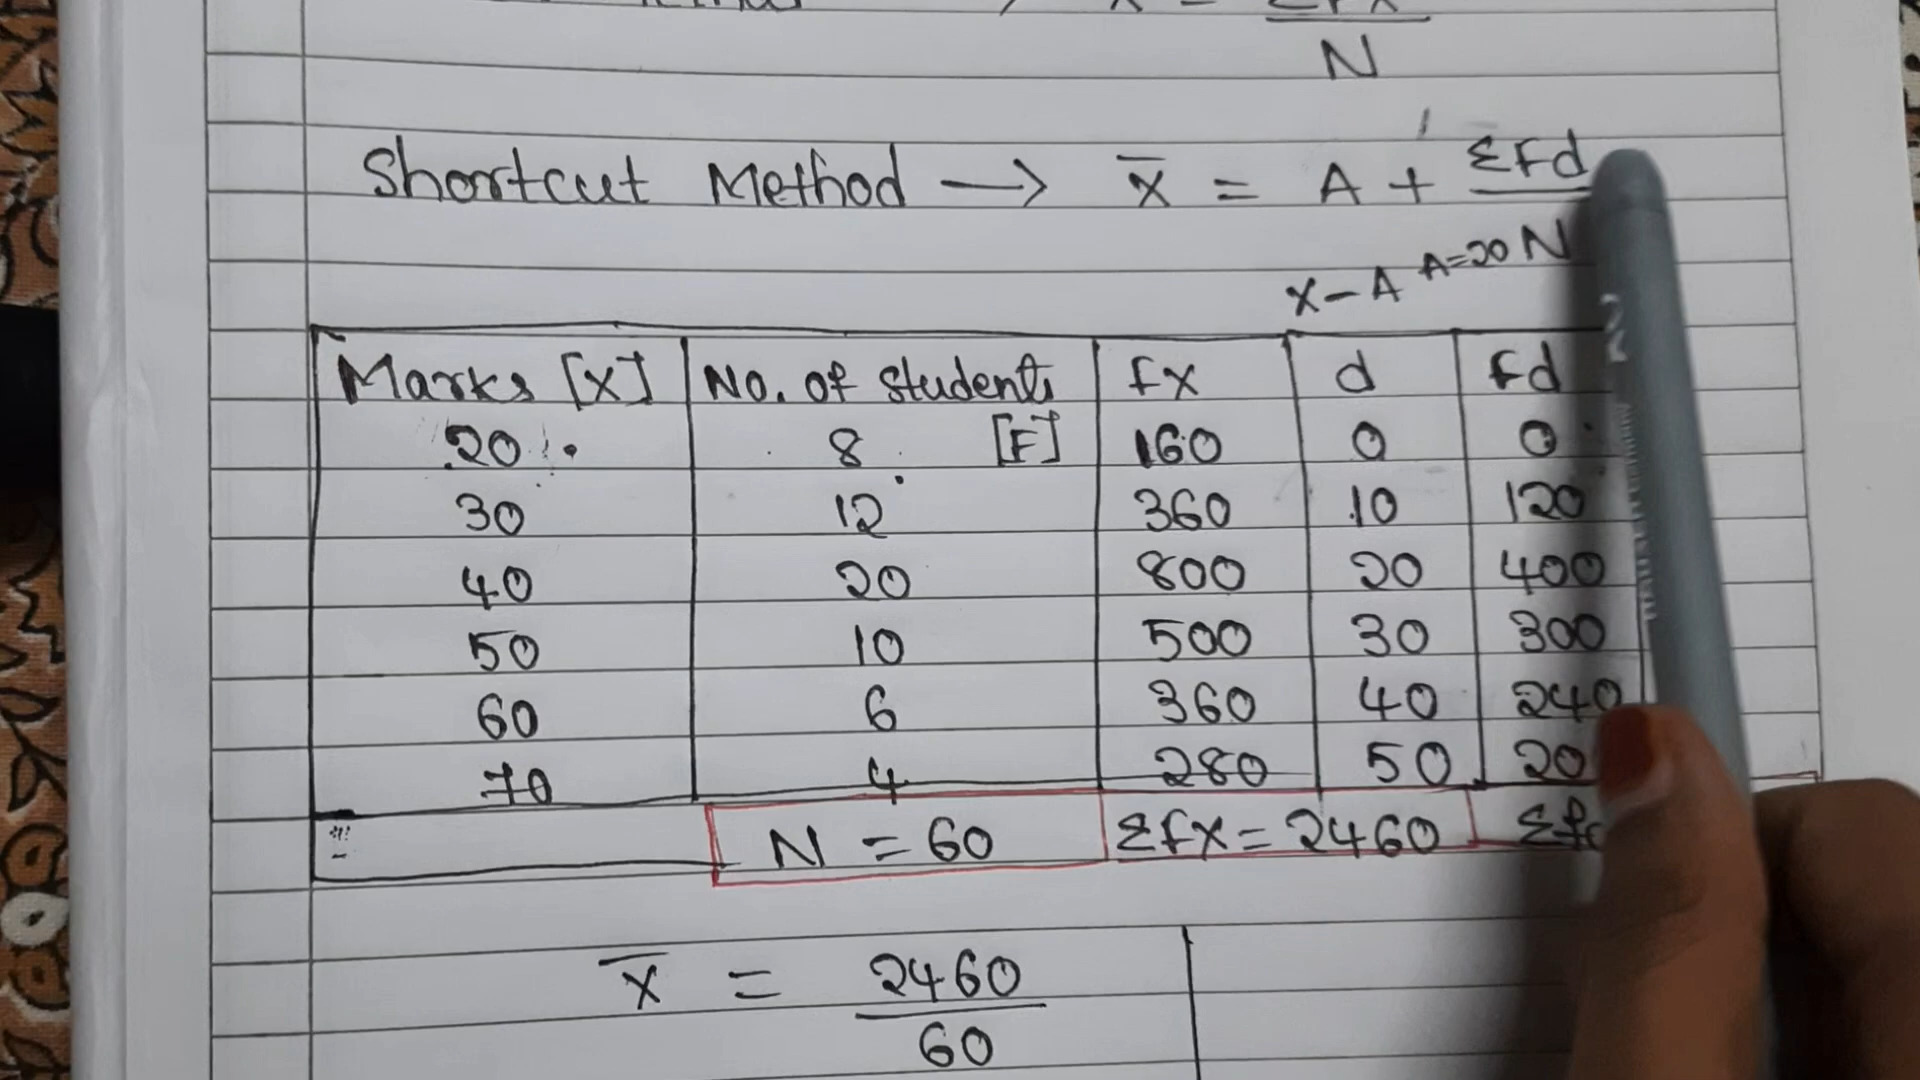 N
Shortcut Method → X̄ = A + ΣFd
X-A A=20 N
Marks [X] No. of Students FX d Fd
20 8 [F] 160 0 0
30 12 360 10 120
40 20 800 20 400
50 10 500 30 300
60 6 360 40 240
70 4 280 50 20
N = 60 ΣFX = 2460
X̄ = 2460
60